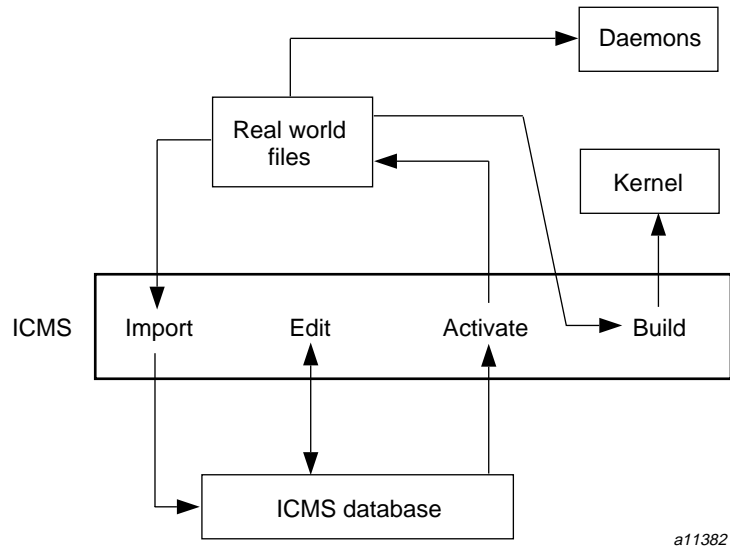 Daemons
Real world
files
Kernel
ICMS
Import
Edit
Activate
Build
ICMS database
a11382